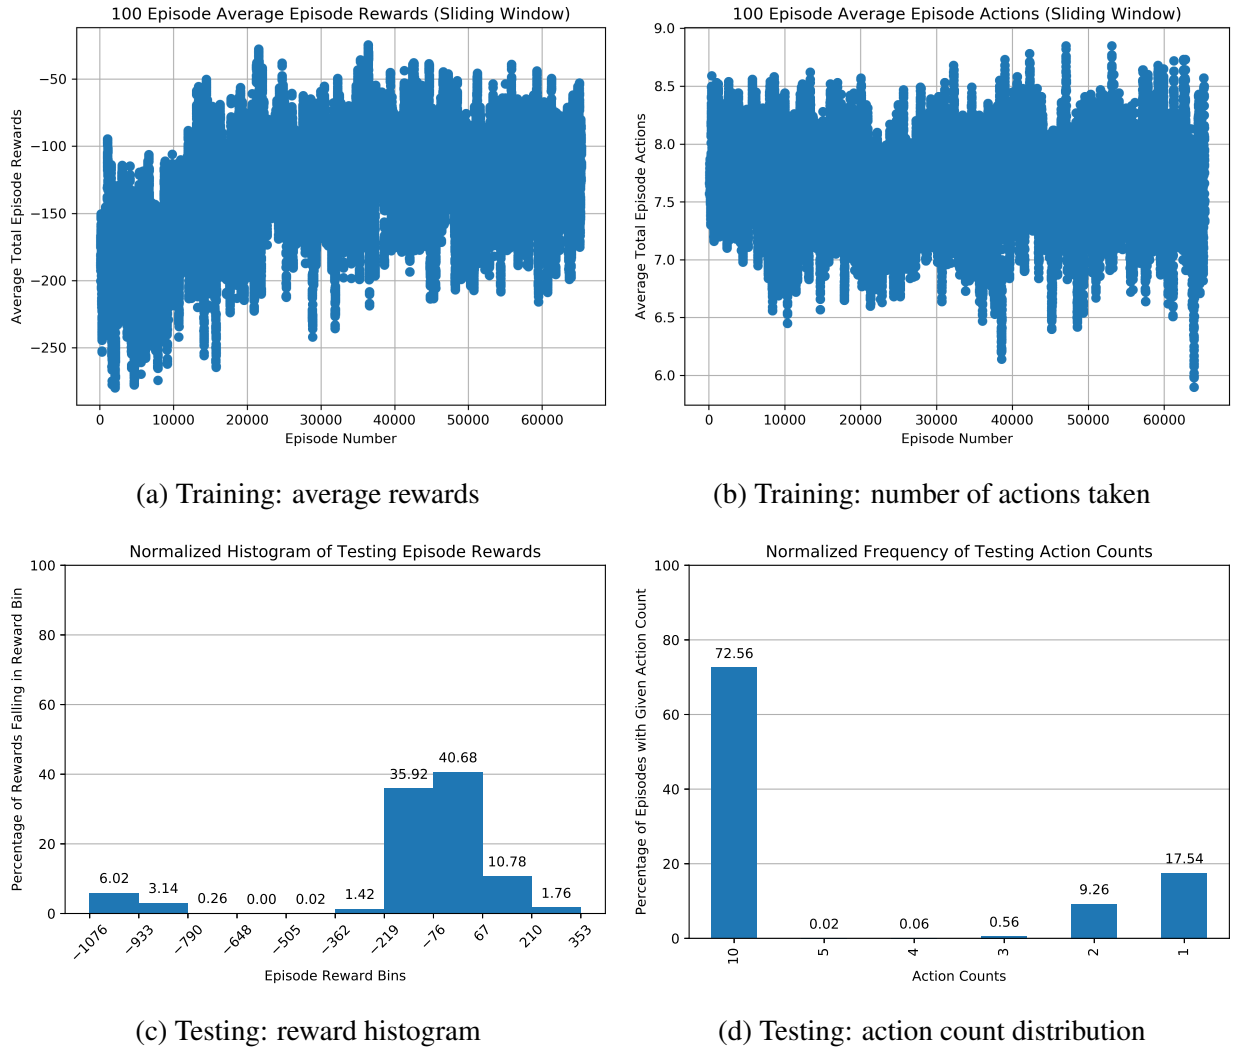 100 Episode Average Episode Rewards (Sliding Window)
Average Total Episode Rewards
−50
−100
−150
−200
−250
0 10000 20000 30000 40000 50000 60000
Episode Number
(a) Training: average rewards
100 Episode Average Episode Actions (Sliding Window)
Average Total Episode Actions
9.0
8.5
8.0
7.5
7.0
6.5
6.0
0 10000 20000 30000 40000 50000 60000
Episode Number
(b) Training: number of actions taken
Normalized Histogram of Testing Episode Rewards
Percentage of Rewards Falling in Reward Bin
100
80
60
40
20
0
6.02 3.14 0.26 0.00 0.02 1.42 35.92 40.68 10.78 1.76
−1076 −933 −790 −648 −505 −362 −219 −76 67 210 353
Episode Reward Bins
(c) Testing: reward histogram
Normalized Frequency of Testing Action Counts
Percentage of Episodes with Given Action Count
100
80
60
40
20
0
72.56 0.02 0.06 0.56 9.26 17.54
10 5 4 3 2 1
Action Counts
(d) Testing: action count distribution